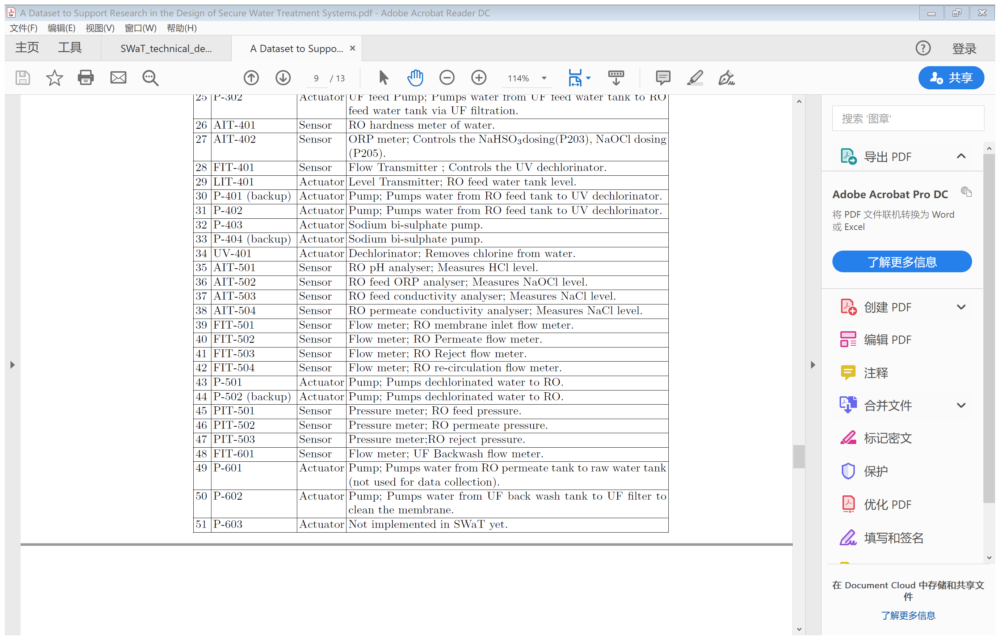 A Dataset to Support Research in the Design of Secure Water Treatment Systems.pdf - Adobe Acrobat Reader DC
文件(F) 编辑(E) 视图(V) 窗口(W) 帮助(H)
主页 工具 SWaT_technical_de... A Dataset to Suppo... × ? 登录
9 / 13 114% 共享
25 P-302 Actuator UF feed Pump; Pumps water from UF feed water tank to RO
feed water tank via UF filtration.
26 AIT-401 Sensor RO hardness meter of water.
27 AIT-402 Sensor ORP meter; Controls the NaHSO₃dosing(P203), NaOCl dosing
(P205).
28 FIT-401 Sensor Flow Transmitter ; Controls the UV dechlorinator.
29 LIT-401 Actuator Level Transmitter; RO feed water tank level.
30 P-401 (backup) Actuator Pump; Pumps water from RO feed tank to UV dechlorinator.
31 P-402 Actuator Pump; Pumps water from RO feed tank to UV dechlorinator.
32 P-403 Actuator Sodium bi-sulphate pump.
33 P-404 (backup) Actuator Sodium bi-sulphate pump.
34 UV-401 Actuator Dechlorinator; Removes chlorine from water.
35 AIT-501 Sensor RO pH analyser; Measures HCl level.
36 AIT-502 Sensor RO feed ORP analyser; Measures NaOCl level.
37 AIT-503 Sensor RO feed conductivity analyser; Measures NaCl level.
38 AIT-504 Sensor RO permeate conductivity analyser; Measures NaCl level.
39 FIT-501 Sensor Flow meter; RO membrane inlet flow meter.
40 FIT-502 Sensor Flow meter; RO Permeate flow meter.
41 FIT-503 Sensor Flow meter; RO Reject flow meter.
42 FIT-504 Sensor Flow meter; RO re-circulation flow meter.
43 P-501 Actuator Pump; Pumps dechlorinated water to RO.
44 P-502 (backup) Actuator Pump; Pumps dechlorinated water to RO.
45 PIT-501 Sensor Pressure meter; RO feed pressure.
46 PIT-502 Sensor Pressure meter; RO permeate pressure.
47 PIT-503 Sensor Pressure meter;RO reject pressure.
48 FIT-601 Sensor Flow meter; UF Backwash flow meter.
49 P-601 Actuator Pump; Pumps water from RO permeate tank to raw water tank
(not used for data collection).
50 P-602 Actuator Pump; Pumps water from UF back wash tank to UF filter to
clean the membrane.
51 P-603 Actuator Not implemented in SWaT yet.
搜索 '图章'
导出 PDF
Adobe Acrobat Pro DC
将 PDF 文件联机转换为 Word
或 Excel
了解更多信息
创建 PDF
编辑 PDF
注释
合并文件
标记密文
保护
优化 PDF
填写和签名
在 Document Cloud 中存储和共享文
件
了解更多信息